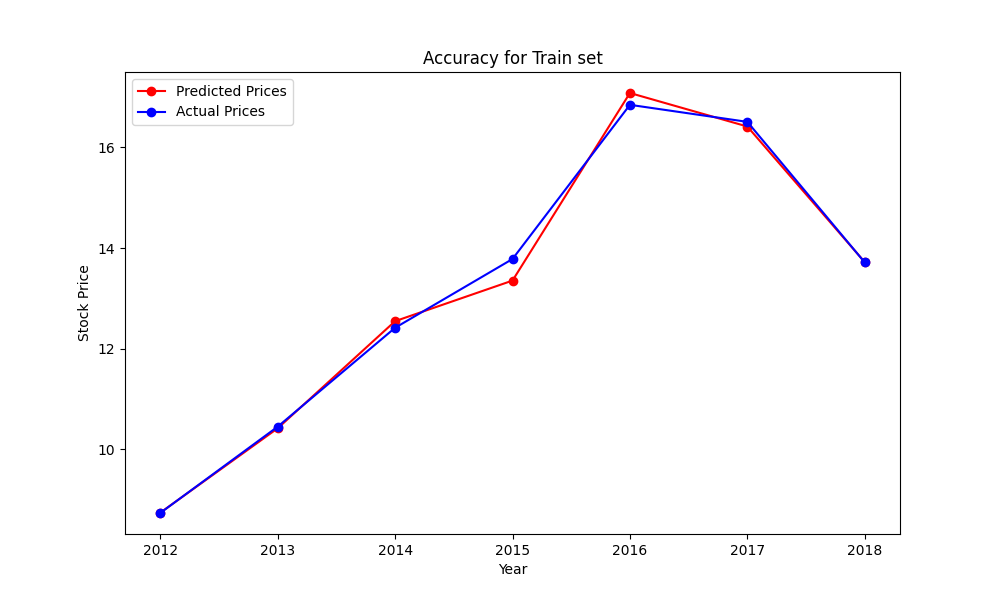 Accuracy for Train set
Predicted Prices
Actual Prices
16
14
12
10
Stock Price
2012 2013 2014 2015 2016 2017 2018
Year